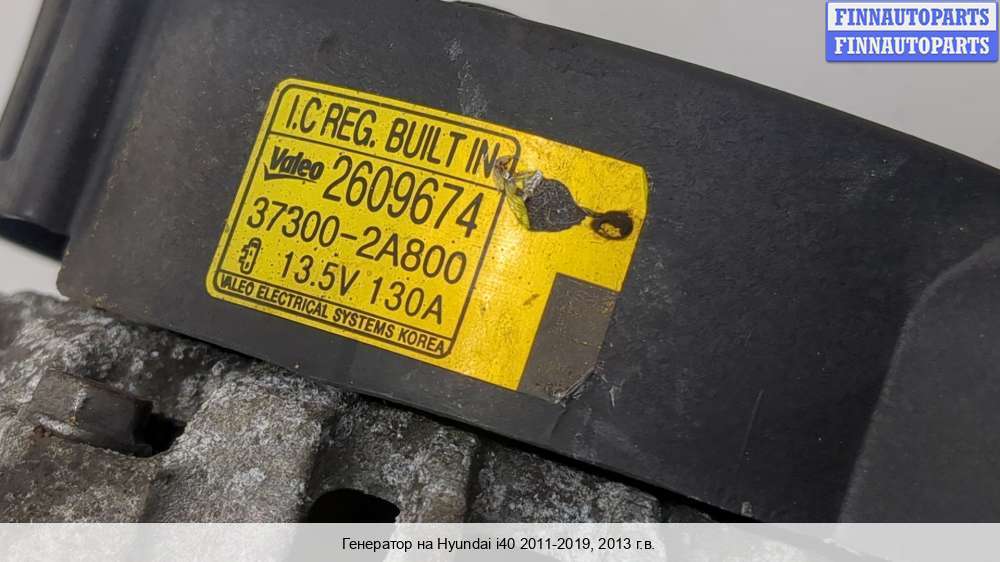 FINNAUTOPARTS
FINNAUTOPARTS
I.C REG. BUILT IN
Valeo 2609674
37300-2A800
13.5V 130A
VALEO ELECTRICAL SYSTEMS KOREA
Генератор на Hyundai i40 2011-2019, 2013 г.в.